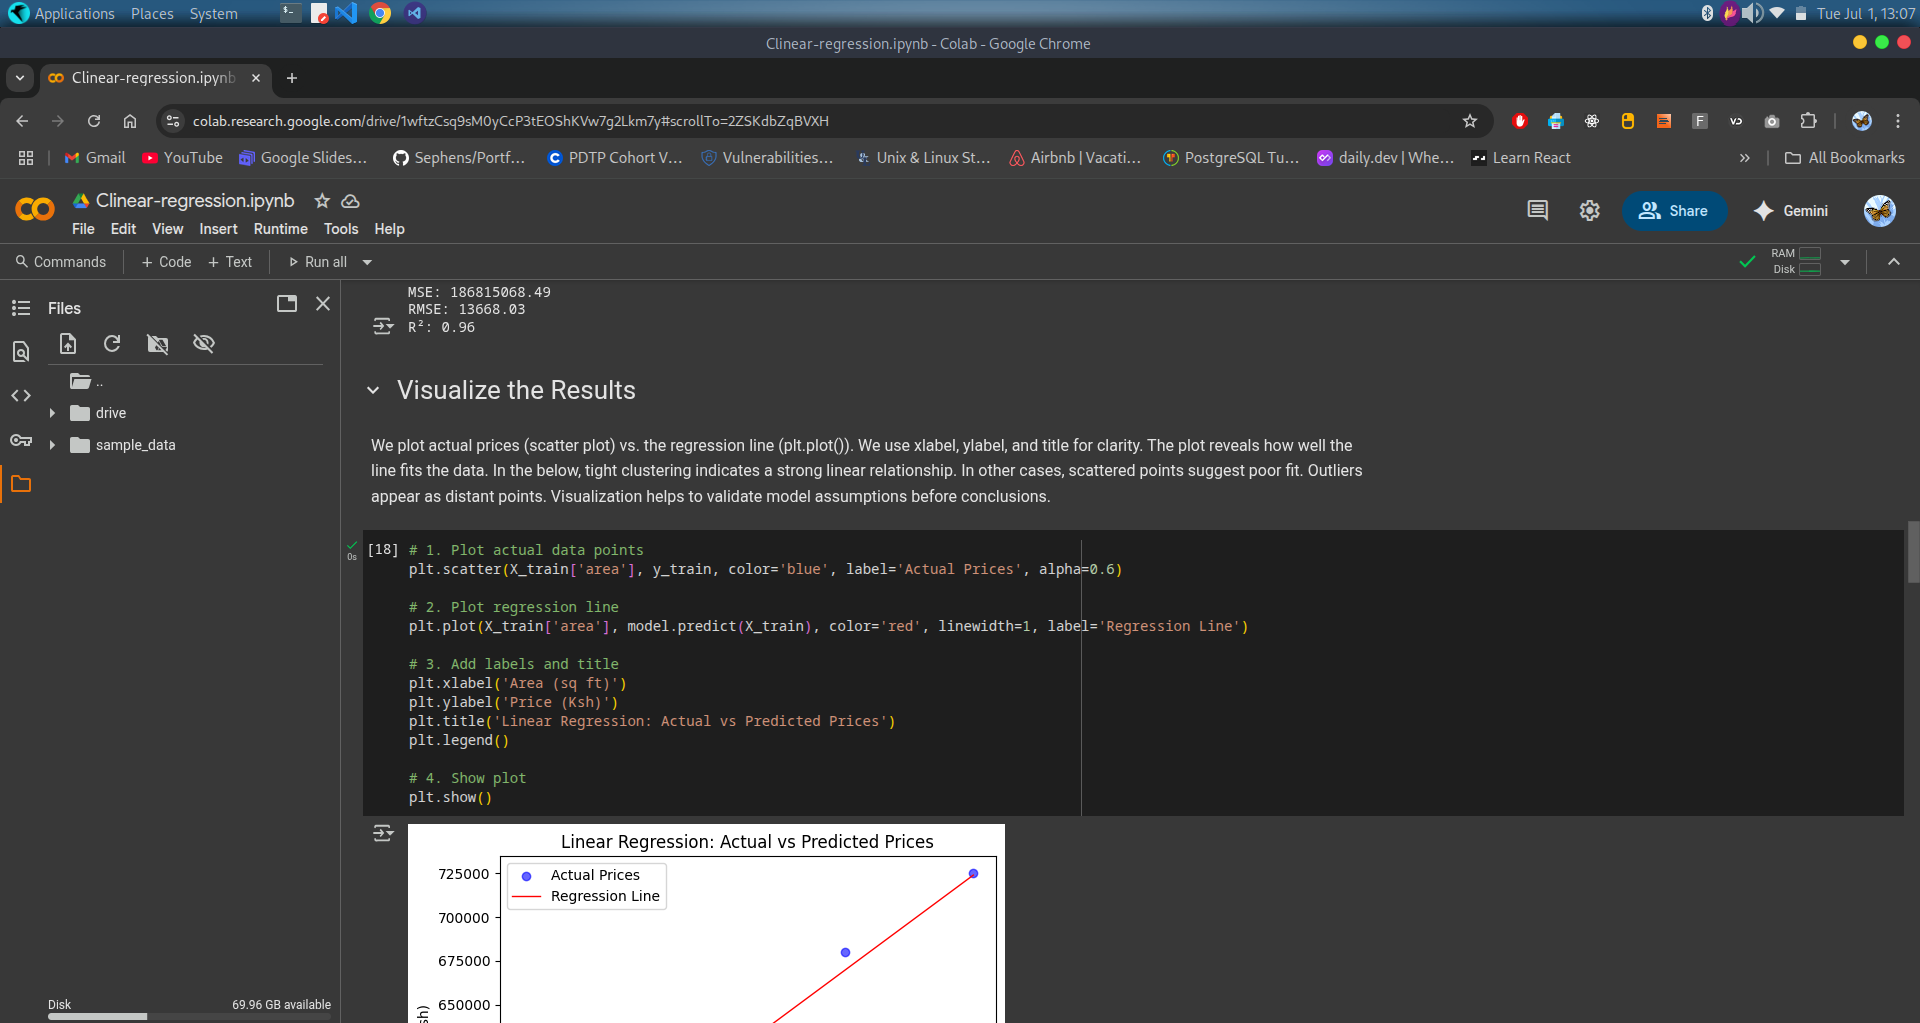 Applications Places System
Tue Jul 1, 13:07
Clinear-regression.ipynb - Colab - Google Chrome
Clinear-regression.ipynb
colab.research.google.com/drive/1wftzCsq9sM0yCcP3tEOShKVw7g2Lkm7y#scrollTo=2ZSKdbZqBVXH
Gmail YouTube Google Slides... Sephens/Portf... PDTP Cohort V... Vulnerabilities... Unix & Linux St... Airbnb | Vacati... PostgreSQL Tu... daily.dev | Whe... Learn React » All Bookmarks
Clinear-regression.ipynb
File Edit View Insert Runtime Tools Help
Share Gemini
Commands + Code + Text Run all
RAM
Disk
Files
..
drive
sample_data
Disk 69.96 GB available
MSE: 186815068.49
RMSE: 13668.03
R²: 0.96
Visualize the Results
We plot actual prices (scatter plot) vs. the regression line (plt.plot()). We use xlabel, ylabel, and title for clarity. The plot reveals how well the
line fits the data. In the below, tight clustering indicates a strong linear relationship. In other cases, scattered points suggest poor fit. Outliers
appear as distant points. Visualization helps to validate model assumptions before conclusions.
0s
[18] # 1. Plot actual data points
plt.scatter(X_train['area'], y_train, color='blue', label='Actual Prices', alpha=0.6)
# 2. Plot regression line
plt.plot(X_train['area'], model.predict(X_train), color='red', linewidth=1, label='Regression Line')
# 3. Add labels and title
plt.xlabel('Area (sq ft)')
plt.ylabel('Price (Ksh)')
plt.title('Linear Regression: Actual vs Predicted Prices')
plt.legend()
# 4. Show plot
plt.show()
Linear Regression: Actual vs Predicted Prices
Actual Prices
Regression Line
725000
700000
675000
650000
sh)